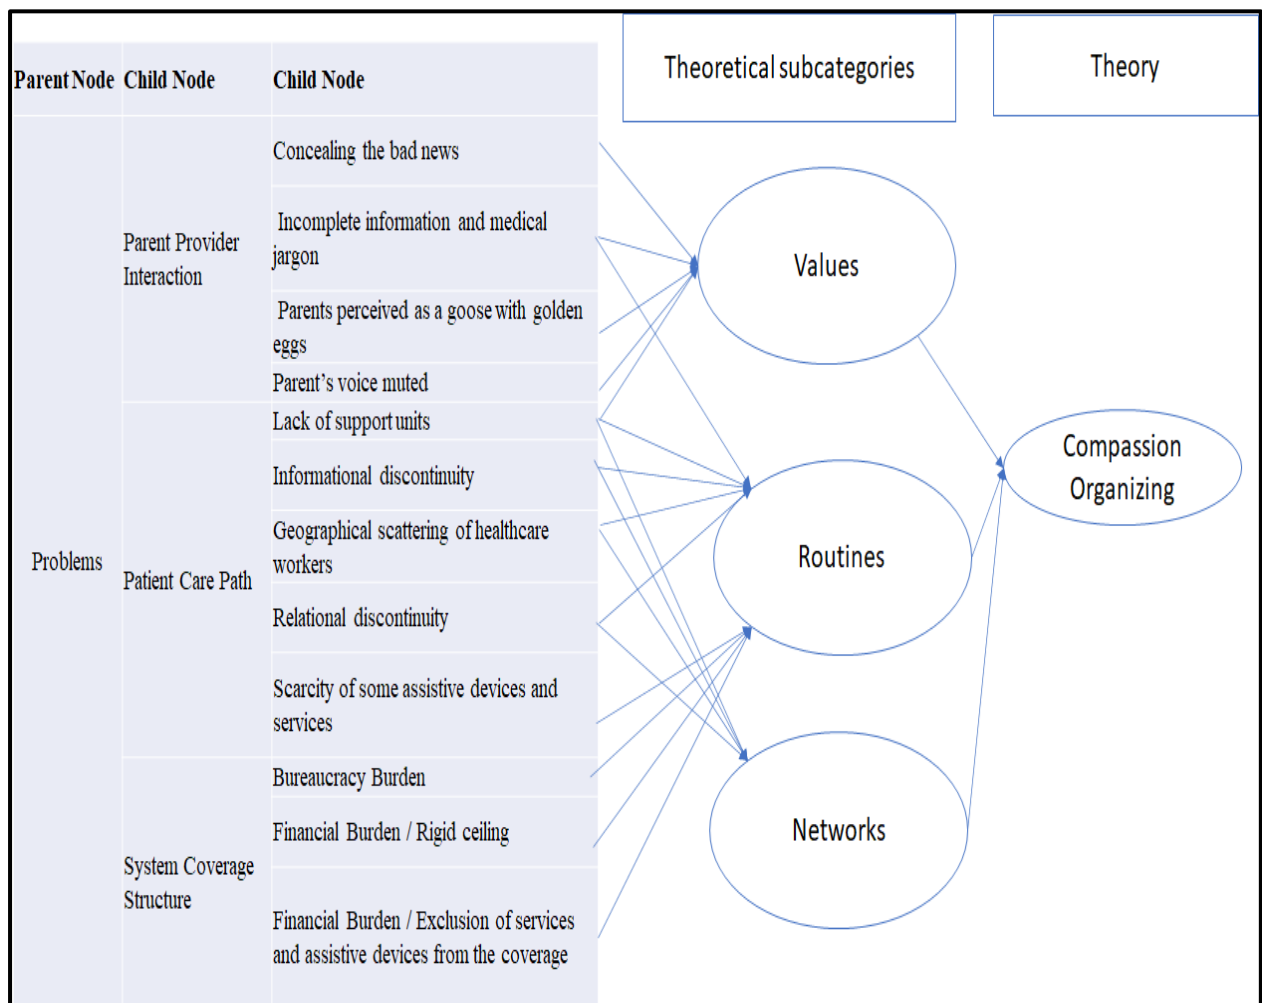 Parent Node Child Node Child Node
Theoretical subcategories
Theory
Problems
Parent Provider
Interaction
Concealing the bad news
Incomplete information and medical
jargon
Parents perceived as a goose with golden
eggs
Parent’s voice muted
Patient Care Path
Lack of support units
Informational discontinuity
Geographical scattering of healthcare
workers
Relational discontinuity
Scarcity of some assistive devices and
services
System Coverage
Structure
Bureaucracy Burden
Financial Burden / Rigid ceiling
Financial Burden / Exclusion of services
and assistive devices from the coverage
Values
Routines
Networks
Compassion
Organizing